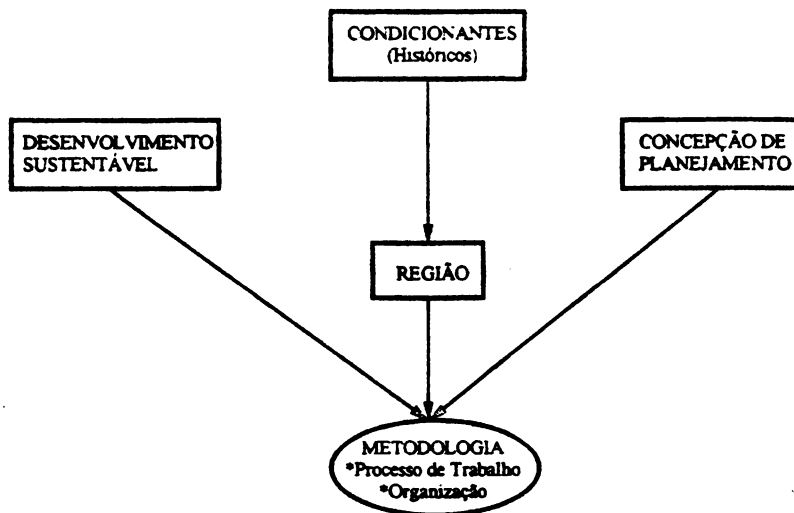 CONDICIONANTES
(Históricos)
DESENVOLVIMENTO
SUSTENTÁVEL
CONCEPÇÃO DE
PLANEJAMENTO
REGIÃO
METODOLOGIA
*Processo de Trabalho
*Organização